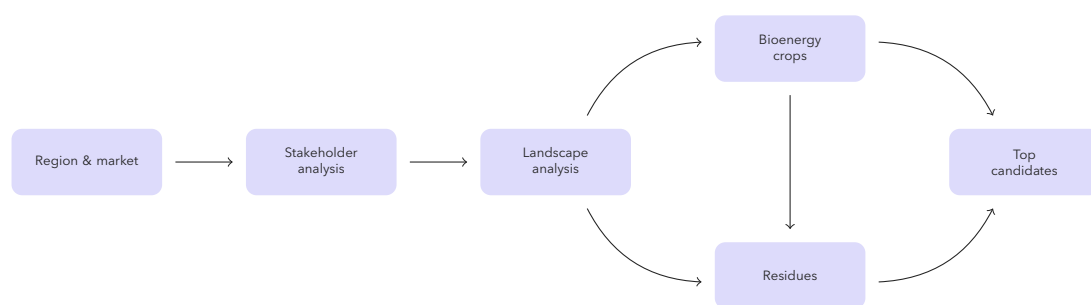 Region & market
Stakeholder
analysis
Landscape
analysis
Bioenergy
crops
Residues
Top
candidates